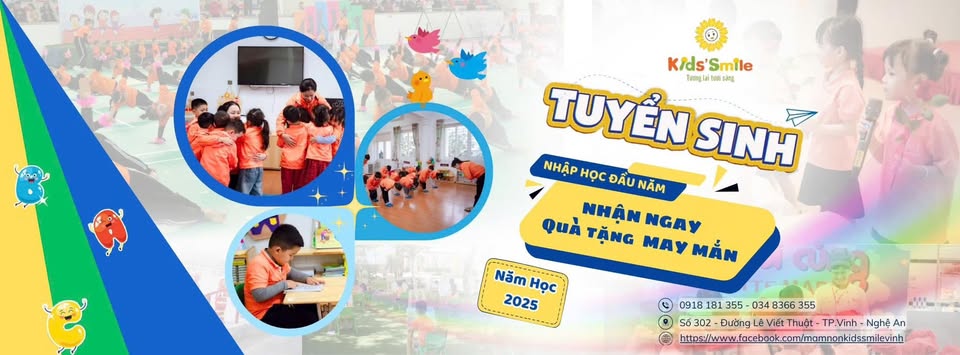 Kids'Smile
Tương lai tươi sáng
TUYỂN SINH
NHẬP HỌC ĐẦU NĂM
NHẬN NGAY
QUÀ TẶNG MAY MẮN
Năm Học
2025
0918 181 355 - 034 8366 355
Số 302 - Đường Lê Viết Thuật - TP.Vinh - Nghệ An
https://www.facebook.com/mamnonkidssmilevinh
B
A
C